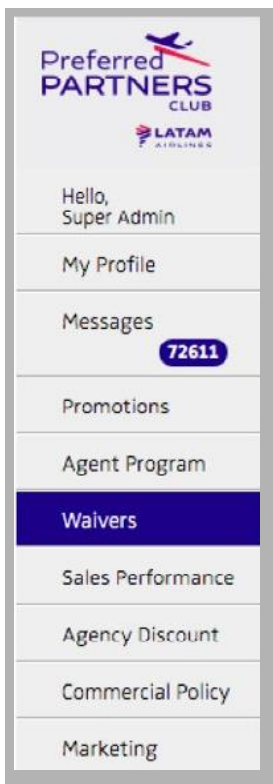 Preferred
PARTNERS
CLUB
LATAM
AIRLINES
Hello,
Super Admin
My Profile
Messages
72611
Promotions
Agent Program
Waivers
Sales Performance
Agency Discount
Commercial Policy
Marketing